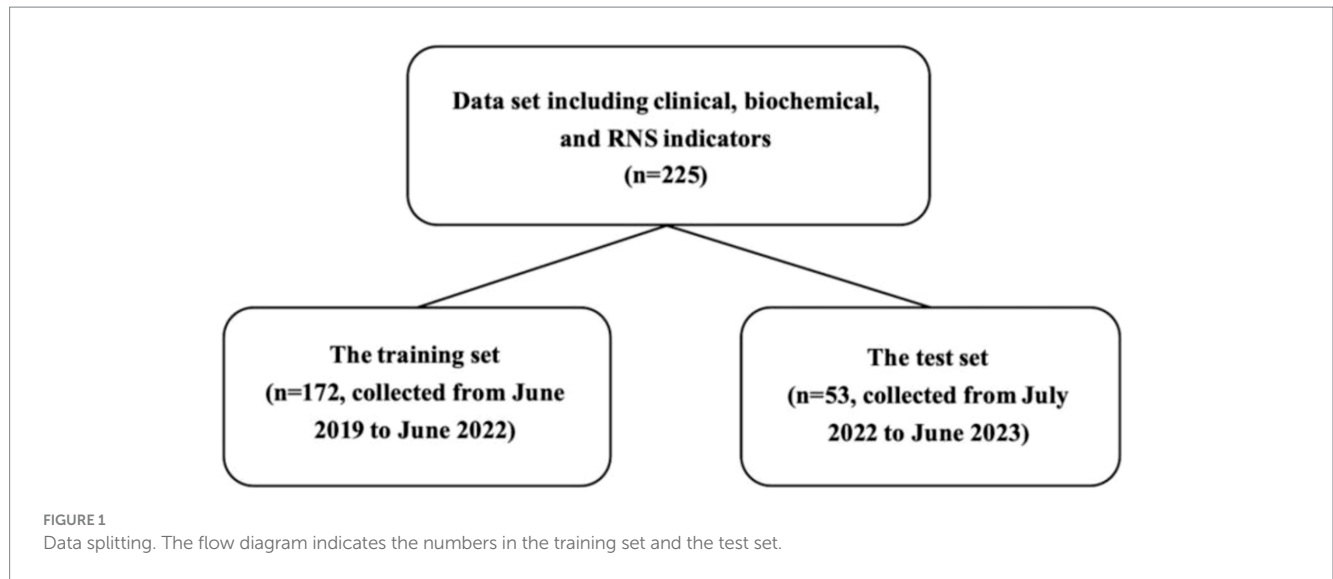 Data set including clinical, biochemical,
and RNS indicators
(n=225)
The training set
(n=172, collected from June
2019 to June 2022)
The test set
(n=53, collected from July
2022 to June 2023)
FIGURE 1
Data splitting. The flow diagram indicates the numbers in the training set and the test set.